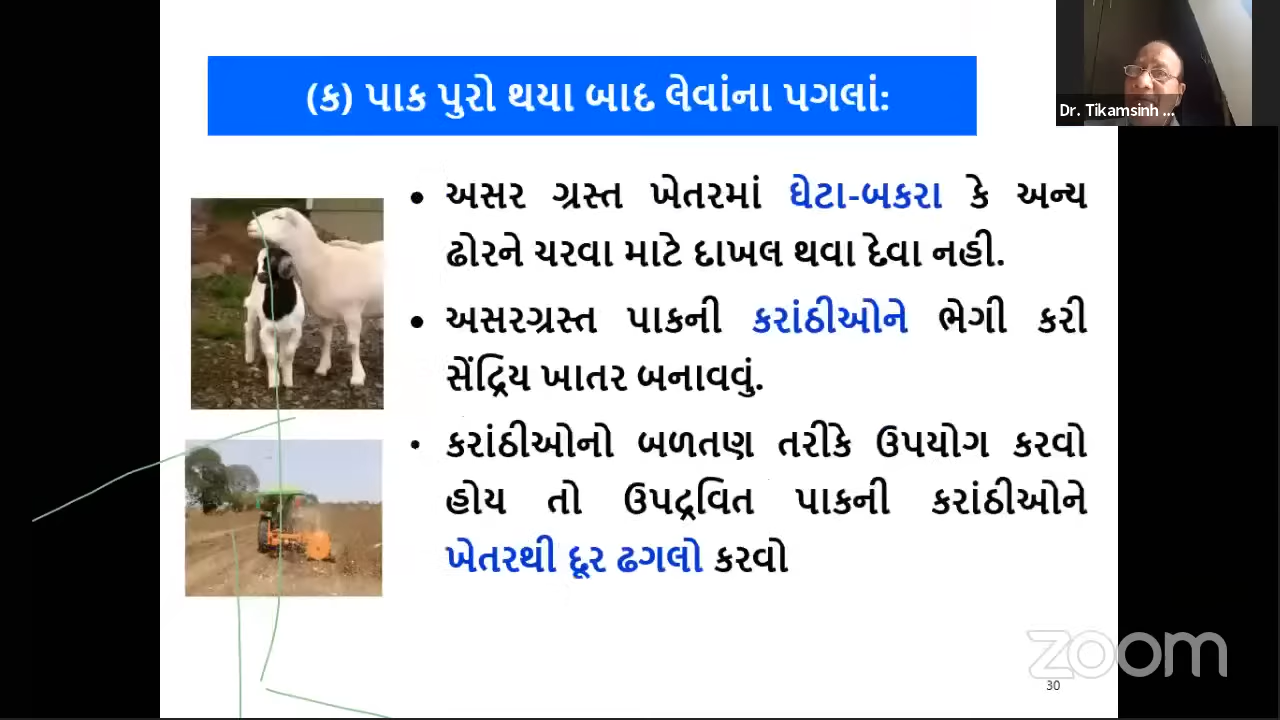 (ક) પાક પુરો થયા બાદ લેવાંના પગલાંઃ
Dr. Tikamsinh ...
• અસર ગ્રસ્ત ખેતરમાં ઘેટા-બકરા કે અન્ય
ઢોરને ચરવા માટે દાખલ થવા દેવા નહી.
• અસરગ્રસ્ત પાકની કરાંઠીઓને ભેગી કરી
સેંદ્રિય ખાતર બનાવવું.
• કરાંઠીઓનો બળતણ તરીકે ઉપયોગ કરવો
હોય તો ઉપદ્રવિત પાકની કરાંઠીઓને
ખેતરથી દૂર ઢગલો કરવો
zoom
30